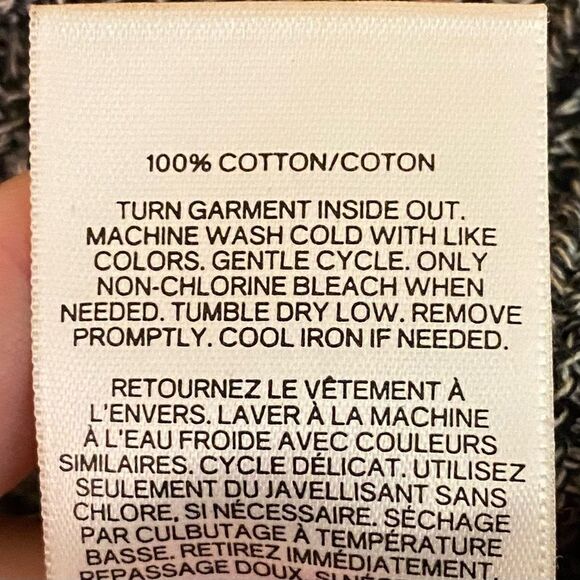 100% COTTON/COTON
TURN GARMENT INSIDE OUT.
MACHINE WASH COLD WITH LIKE
COLORS. GENTLE CYCLE. ONLY
NON-CHLORINE BLEACH WHEN
NEEDED. TUMBLE DRY LOW. REMOVE
PROMPTLY. COOL IRON IF NEEDED.
RETOURNEZ LE VÊTEMENT À
L'ENVERS. LAVER À LA MACHINE
À L'EAU FROIDE AVEC COULEURS
SIMILAIRES. CYCLE DÉLICAT. UTILISEZ
SEULEMENT DU JAVELLISANT SANS
CHLORE, SI NÉCESSAIRE. SÉCHAGE
PAR CULBUTAGE À TEMPÉRATURE
BASSE. RETIREZ IMMÉDIATEMENT.
REPASSAGE DOUX, SI